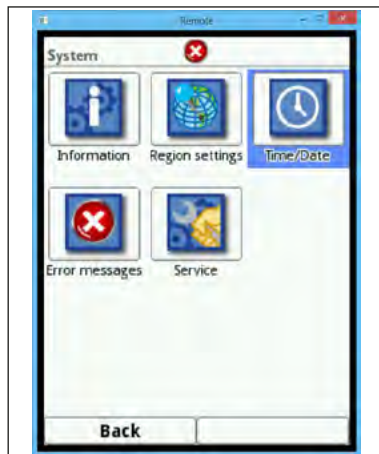 Remote
System
Information Region settings Time/Date
Error messages Service
Back